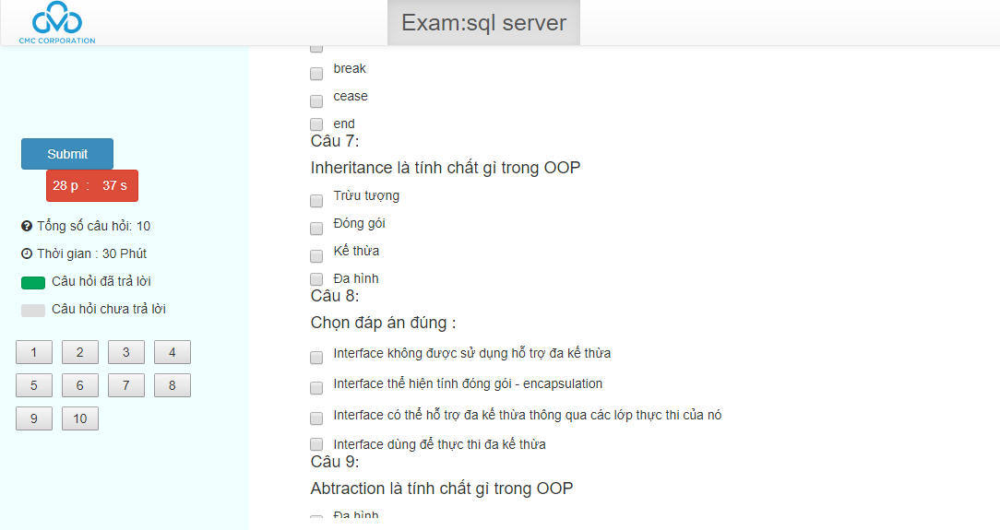 CMC CORPORATION
Exam:sql server
Submit
28 p : 37 s
Tổng số câu hỏi: 10
Thời gian : 30 Phút
Câu hỏi đã trả lời
Câu hỏi chưa trả lời
1 2 3 4
5 6 7 8
9 10
break
cease
end
Câu 7:
Inheritance là tính chất gì trong OOP
Trừu tượng
Đóng gói
Kế thừa
Đa hình
Câu 8:
Chọn đáp án đúng :
Interface không được sử dụng hỗ trợ đa kế thừa
Interface thể hiện tính đóng gói - encapsulation
Interface có thể hỗ trợ đa kế thừa thông qua các lớp thực thi của nó
Interface dùng để thực thi đa kế thừa
Câu 9:
Abtraction là tính chất gì trong OOP
Đa hình